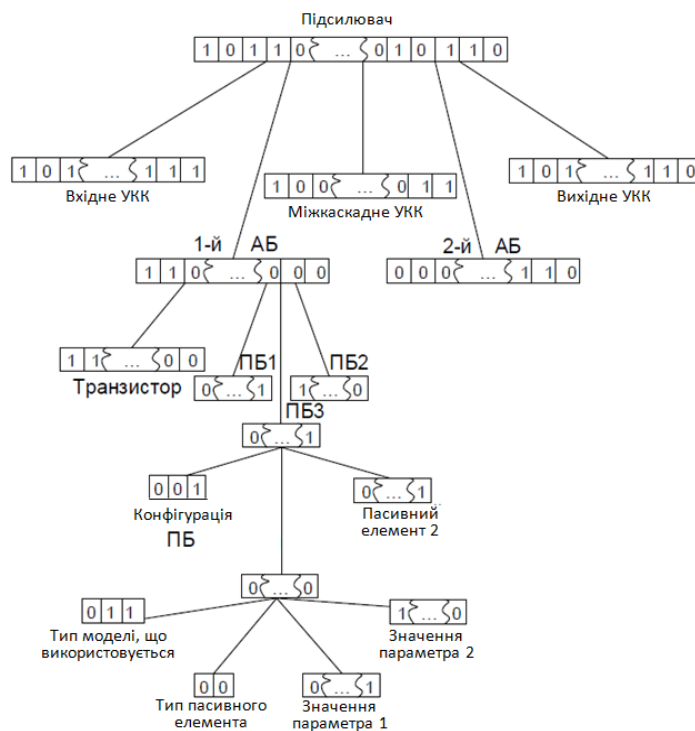 Підсилювач
1 0 1 1 0 ... 0 1 0 1 1 0
1 0 1 ... 1 1 1
Вхідне УКК
1 0 0 ... 0 1 1
Міжкаскадне УКК
1 0 1 ... 1 1 0
Вихідне УКК
1-й АБ
1 1 0 ... 0 0 0
2-й АБ
0 0 0 ... 1 1 0
1 1 ... 0 0
Транзистор
ПБ1
0 ... 1
ПБ2
1 ... 0
ПБ3
0 ... 1
0 0 1
Конфігурація
ПБ
0 ... 1
Пасивний
елемент 2
0 ... 0
0 1 1
Тип моделі, що
використовується
1 ... 0
Значення
параметра 2
0 0
Тип пасивного
елемента
0 ... 1
Значення
параметра 1